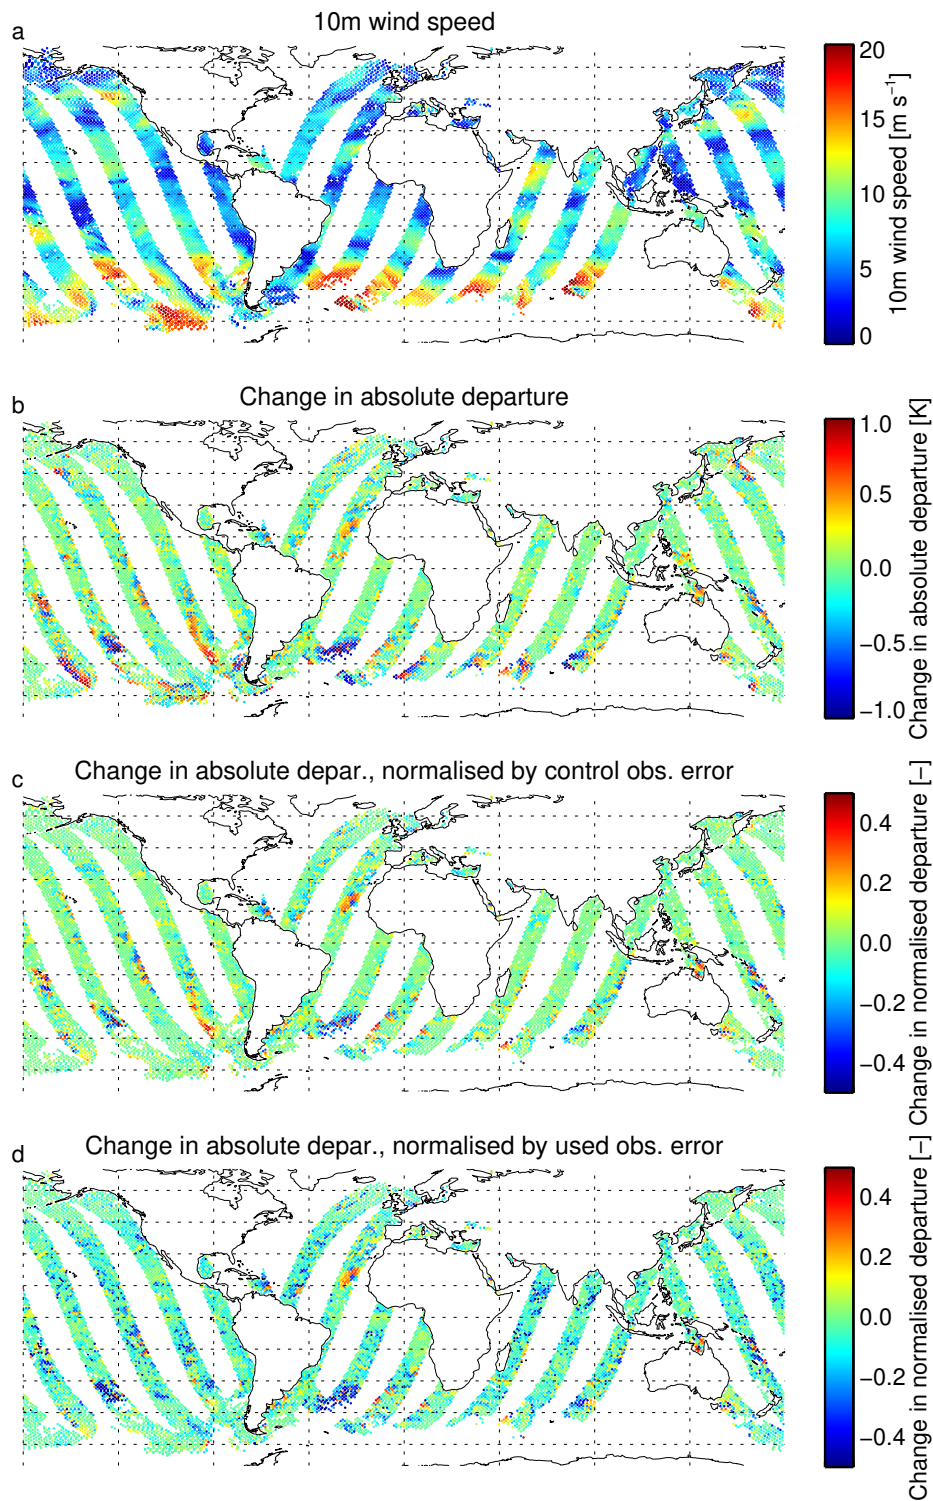 a
10m wind speed
20
15
10
5
0
10m wind speed [m s⁻¹]
b
Change in absolute departure
1.0
0.5
0.0
−0.5
−1.0
Change in absolute departure [K]
c
Change in absolute depar., normalised by control obs. error
0.4
0.2
0.0
−0.2
−0.4
Change in normalised departure [−]
d
Change in absolute depar., normalised by used obs. error
0.4
0.2
0.0
−0.2
−0.4
Change in normalised departure [−]